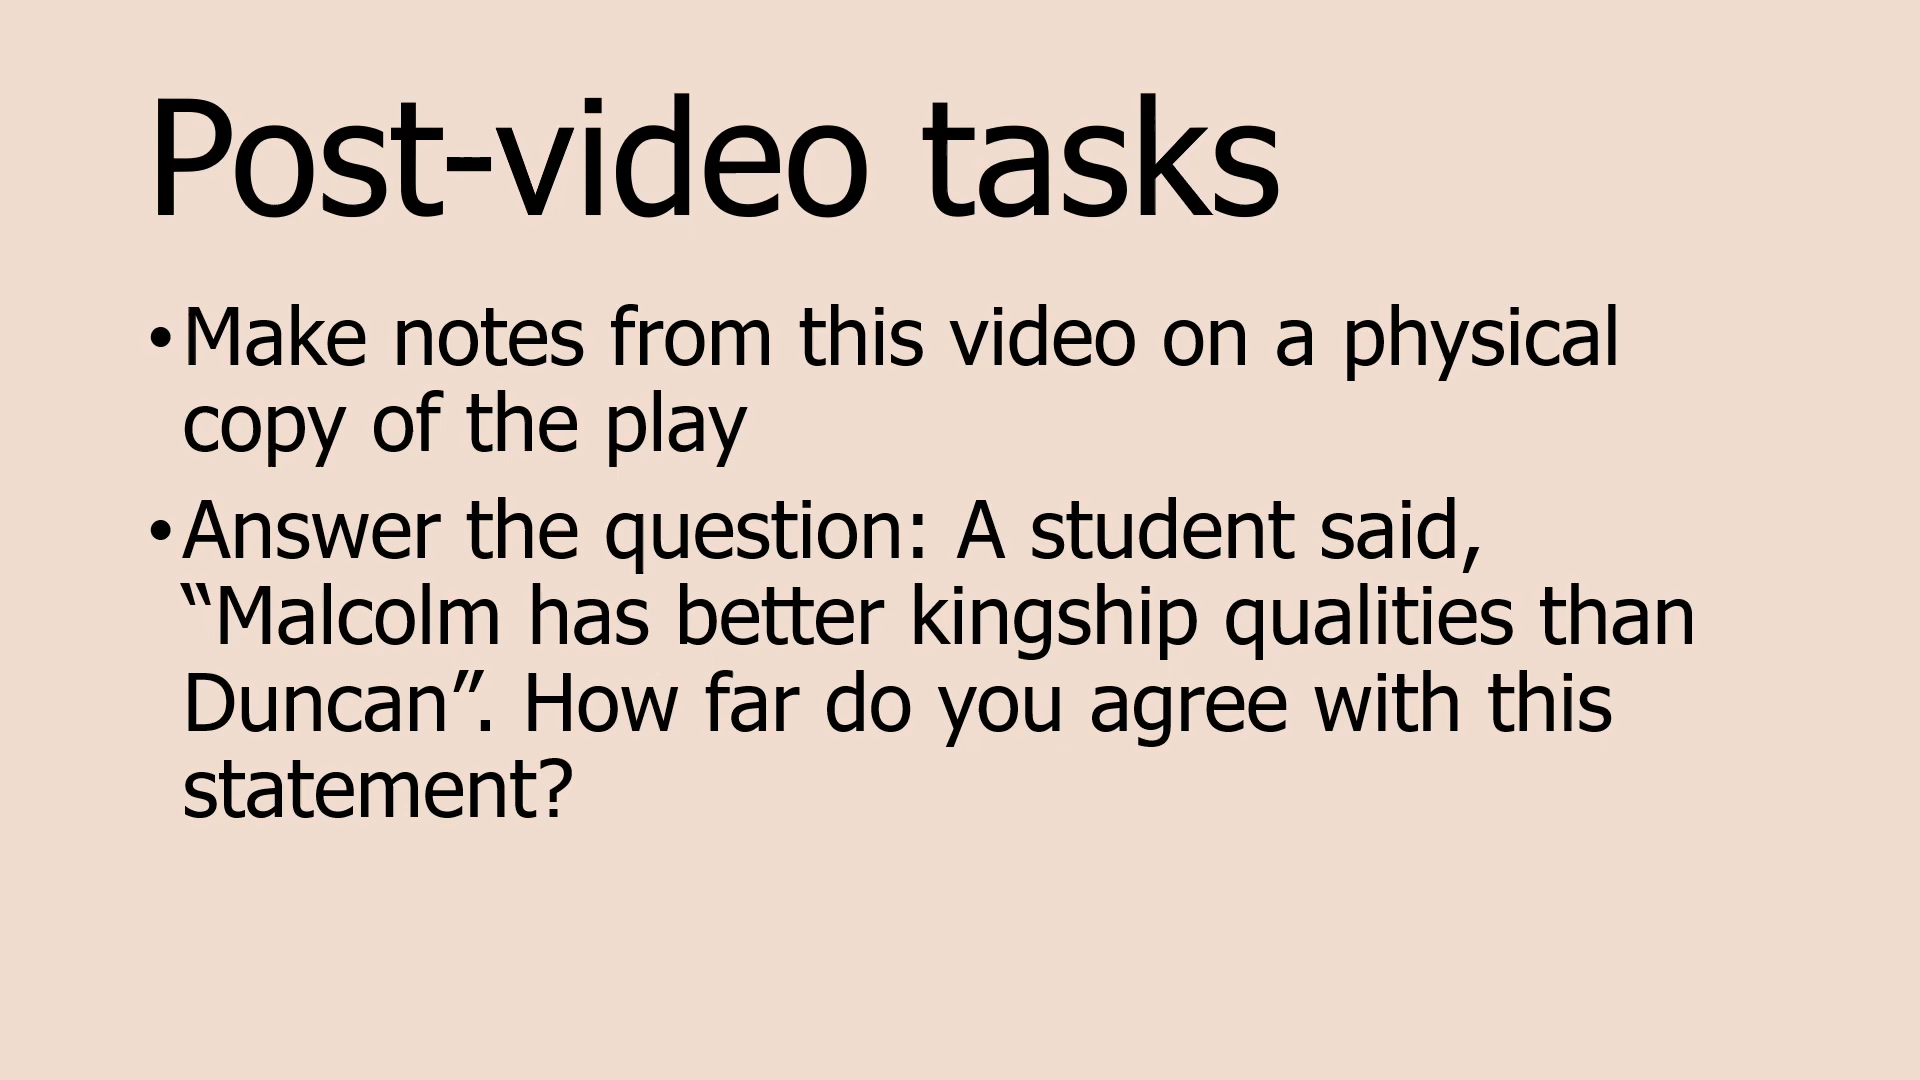 Post-video tasks
•Make notes from this video on a physical
copy of the play
•Answer the question: A student said,
“Malcolm has better kingship qualities than
Duncan”. How far do you agree with this
statement?